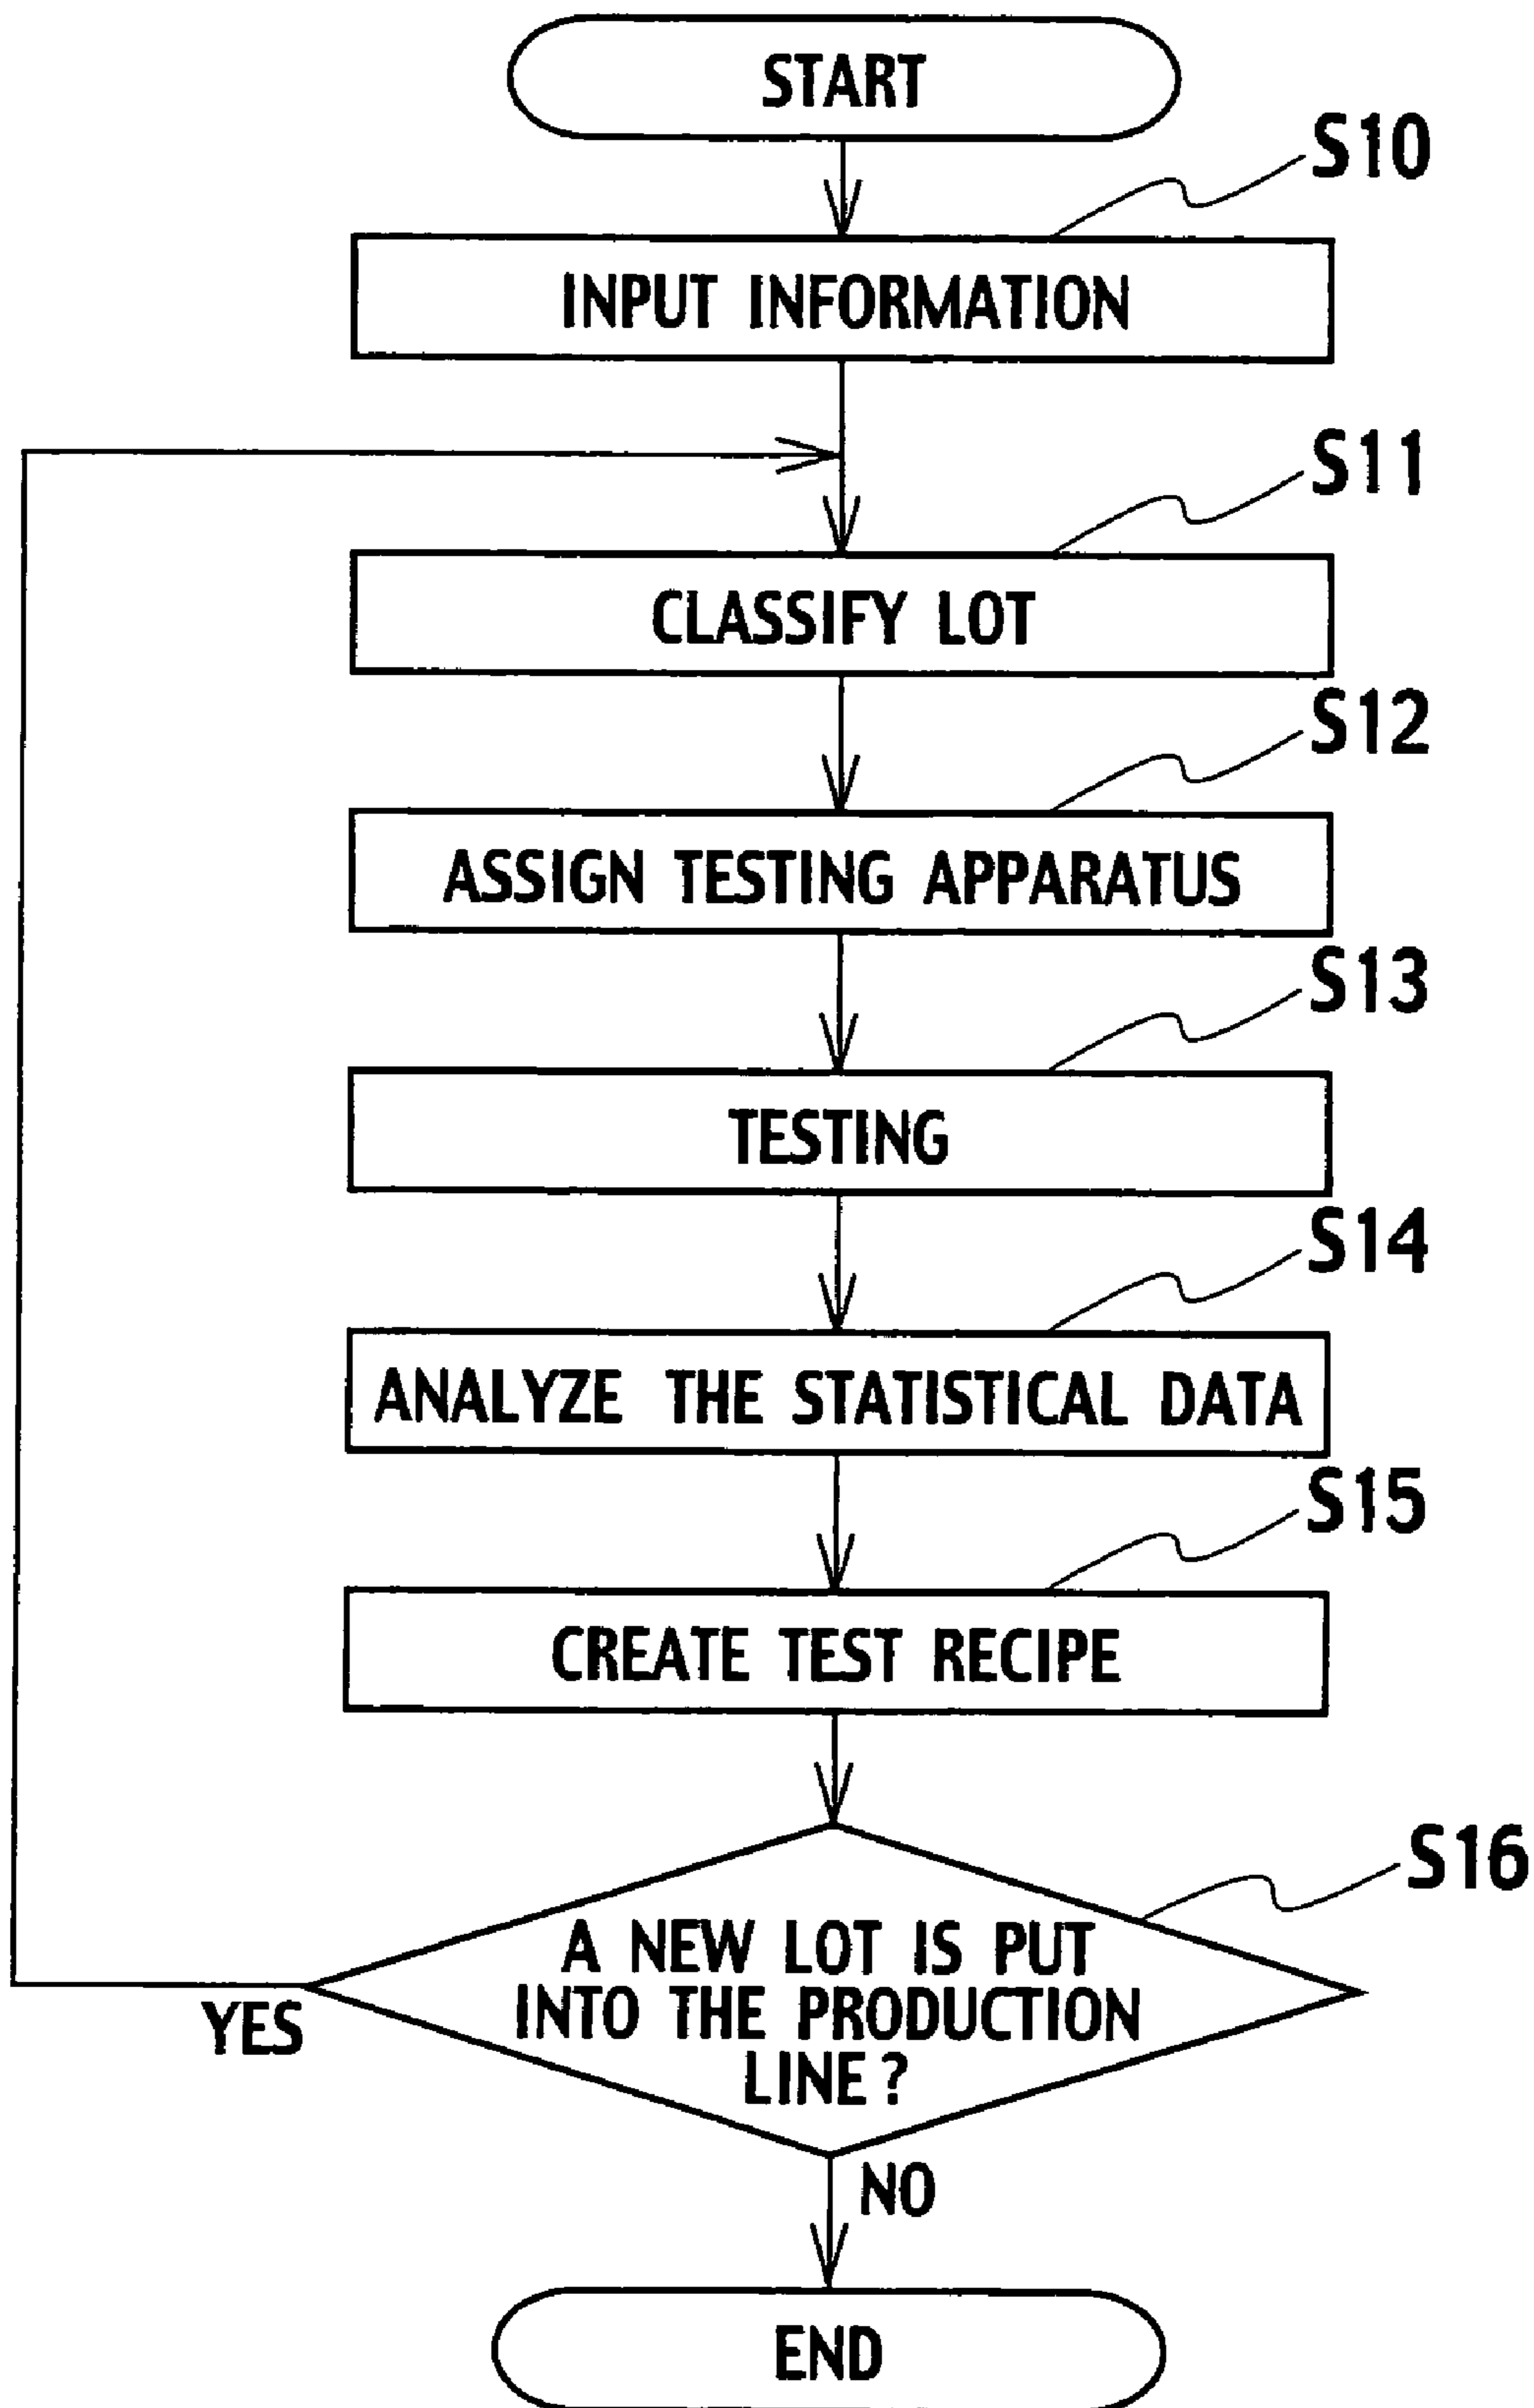 START
S10
INPUT INFORMATION
S11
CLASSIFY LOT
S12
ASSIGN TESTING APPARATUS
S13
TESTING
S14
ANALYZE THE STATISTICAL DATA
S15
CREATE TEST RECIPE
S16
A NEW LOT IS PUT
INTO THE PRODUCTION
LINE?
YES
NO
END